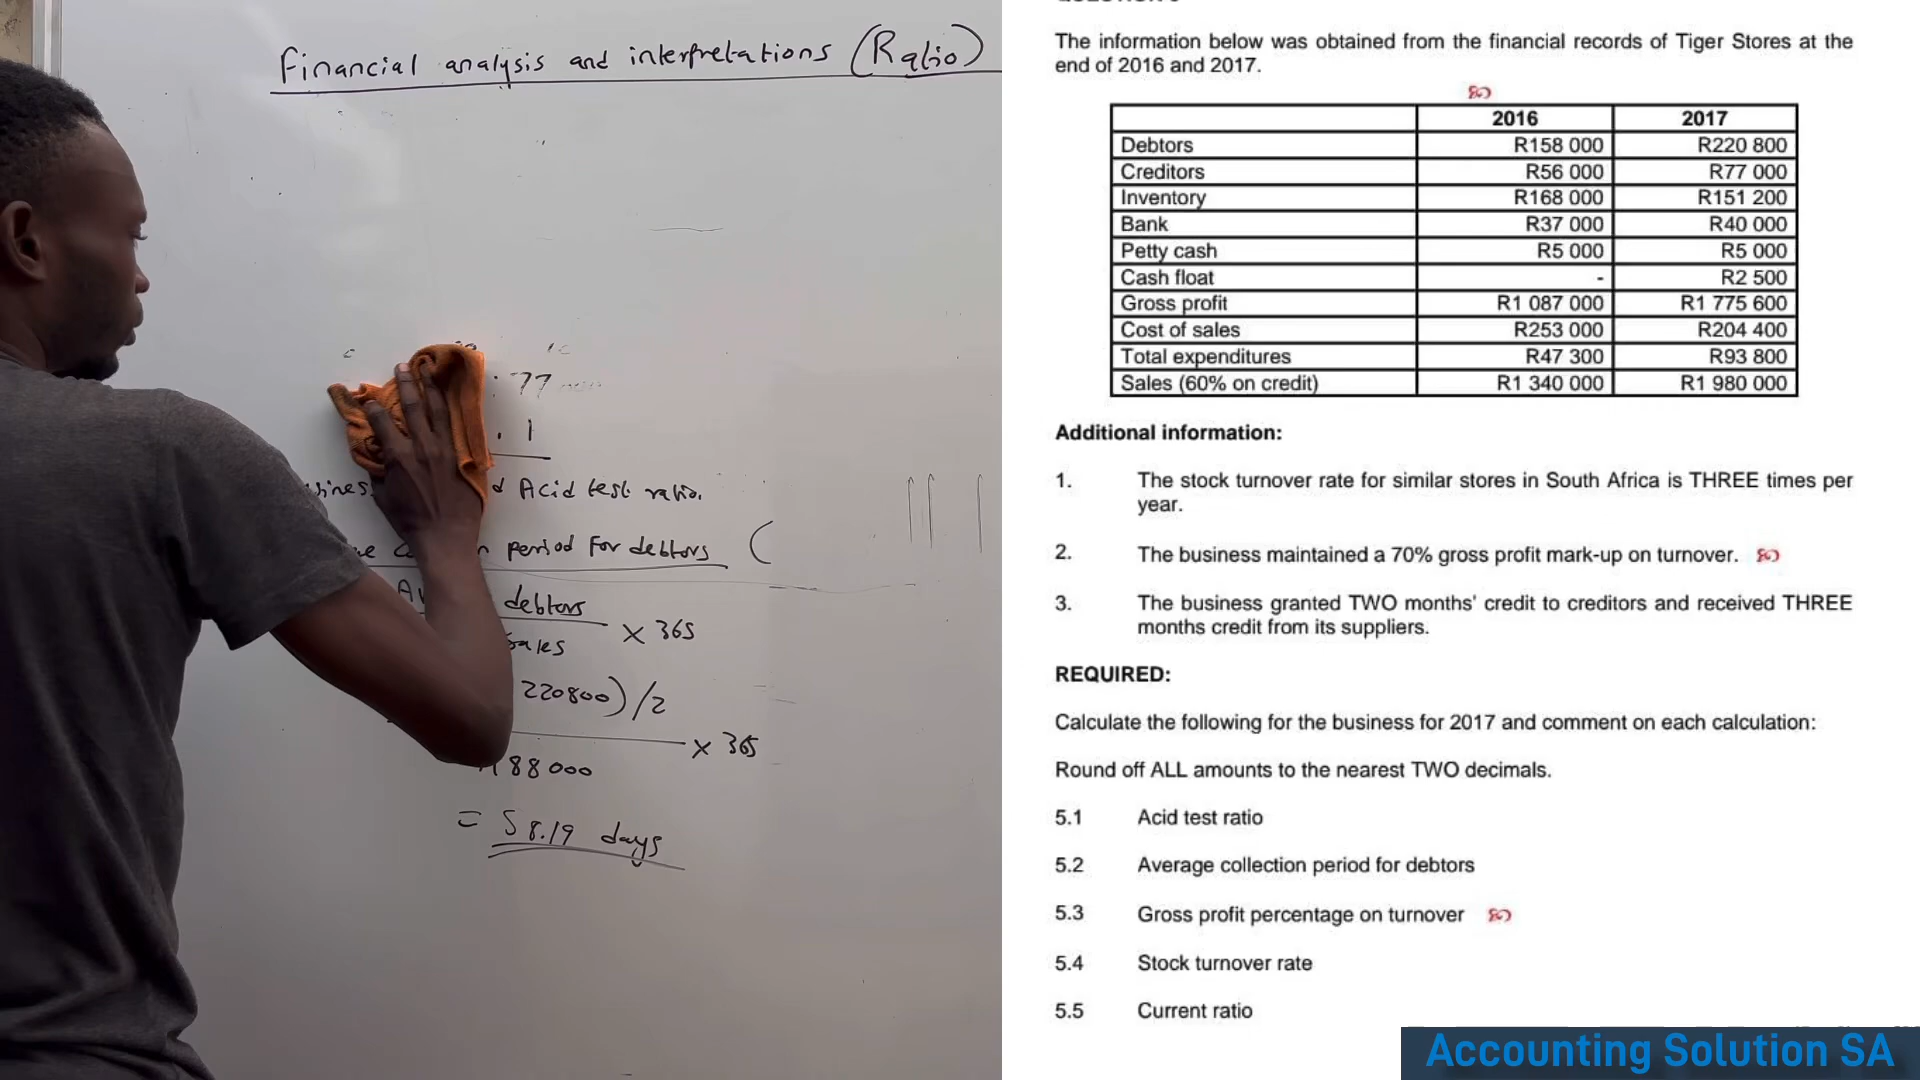 Financial analysis and interpretations (Ratio)
: 77
. 1
d Acid test ratio.
period For debtors (
debtors
sales
x 365
220800) /2
x 365
88 000
= 58.19 days
The information below was obtained from the financial records of Tiger Stores at the
end of 2016 and 2017.
2016 2017
Debtors R158 000 R220 800
Creditors R56 000 R77 000
Inventory R168 000 R151 200
Bank R37 000 R40 000
Petty cash R5 000 R5 000
Cash float - R2 500
Gross profit R1 087 000 R1 775 600
Cost of sales R253 000 R204 400
Total expenditures R47 300 R93 800
Sales (60% on credit) R1 340 000 R1 980 000
Additional information:
1. The stock turnover rate for similar stores in South Africa is THREE times per
year.
2. The business maintained a 70% gross profit mark-up on turnover.
3. The business granted TWO months' credit to creditors and received THREE
months credit from its suppliers.
REQUIRED:
Calculate the following for the business for 2017 and comment on each calculation:
Round off ALL amounts to the nearest TWO decimals.
5.1 Acid test ratio
5.2 Average collection period for debtors
5.3 Gross profit percentage on turnover
5.4 Stock turnover rate
5.5 Current ratio
Accounting Solution SA